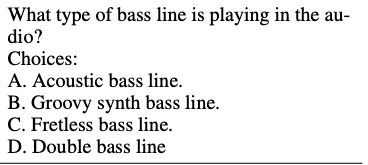 What type of bass line is playing in the au-
dio?
Choices:
A. Acoustic bass line.
B. Groovy synth bass line.
C. Fretless bass line.
D. Double bass line